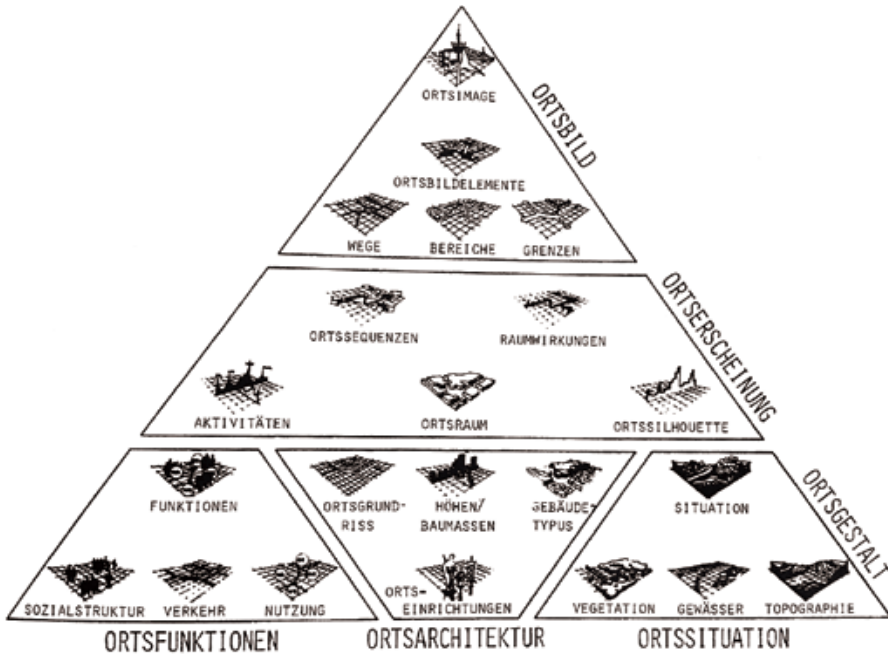 ORTSIMAGE
ORTSBILD
ORTSBILDELEMENTE
WEGE BEREICHE GRENZEN
ORTSERSCHEINUNG
ORTSSEQUENZEN RAUMWIRKUNGEN
AKTIVITÄTEN ORTSRAUM ORTSSILHOUETTE
ORTSGESTALT
FUNKTIONEN
SOZIALSTRUKTUR VERKEHR NUTZUNG
ORTSGRUND-
RISS
HÖHEN/
BAUMASSEN
GEBÄUDE-
TYPUS
ORTS-
EINRICHTUNGEN
SITUATION
VEGETATION GEWÄSSER TOPOGRAPHIE
ORTSFUNKTIONEN ORTSARCHITEKTUR ORTSSITUATION